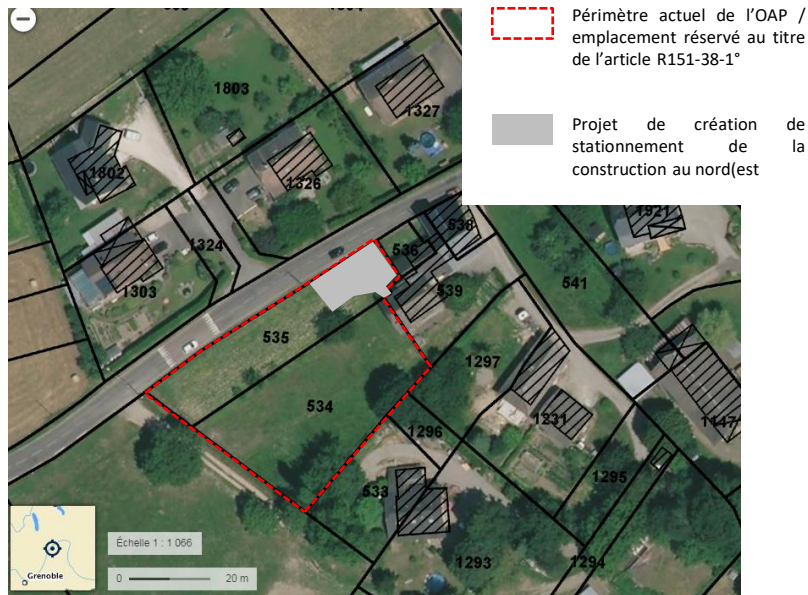 Périmètre actuel de l'OAP /
emplacement réservé au titre
de l'article R151-38-1°
Projet de création de
stationnement de la
construction au nord(est
1803
1327
1802
1326
1324
1303
536
538
539
1921
541
535
534
1297
1231
1147
1296
1295
533
1293
1294
Échelle 1 : 1 066
0 20 m
Grenoble